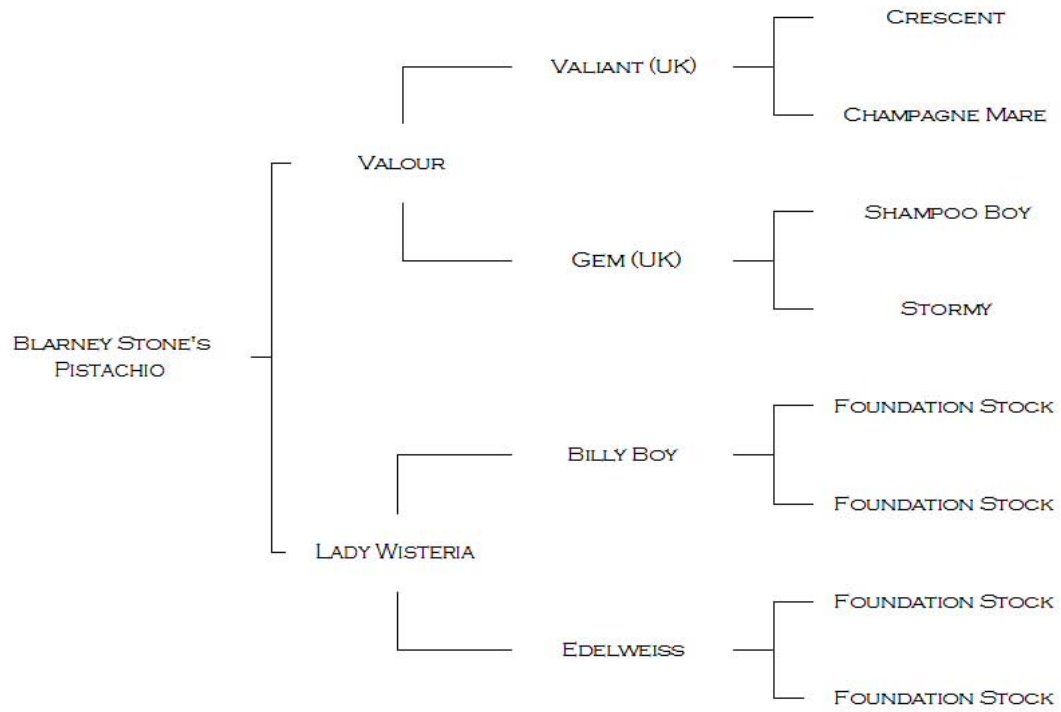 Crescent
Valiant (UK)
Champagne Mare
Valour
Shampoo Boy
Gem (UK)
Stormy
Blarney Stone's
Pistachio
Foundation Stock
Billy Boy
Foundation Stock
Lady Wisteria
Foundation Stock
Edelweiss
Foundation Stock